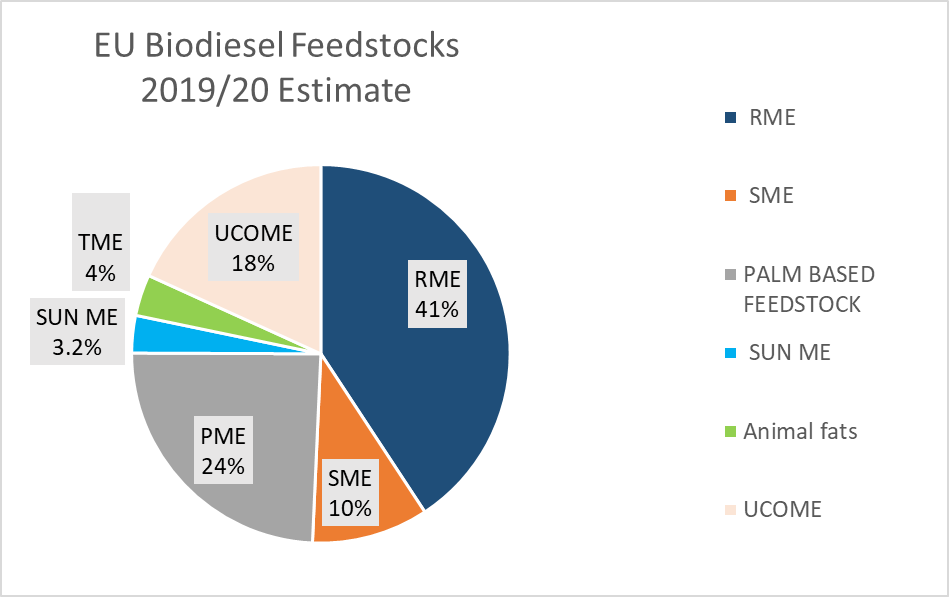 EU Biodiesel Feedstocks
2019/20 Estimate
UCOME
18%
TME
4%
RME
41%
SUN ME
3.2%
PME
24%
SME
10%
RME
SME
PALM BASED
FEEDSTOCK
SUN ME
Animal fats
UCOME